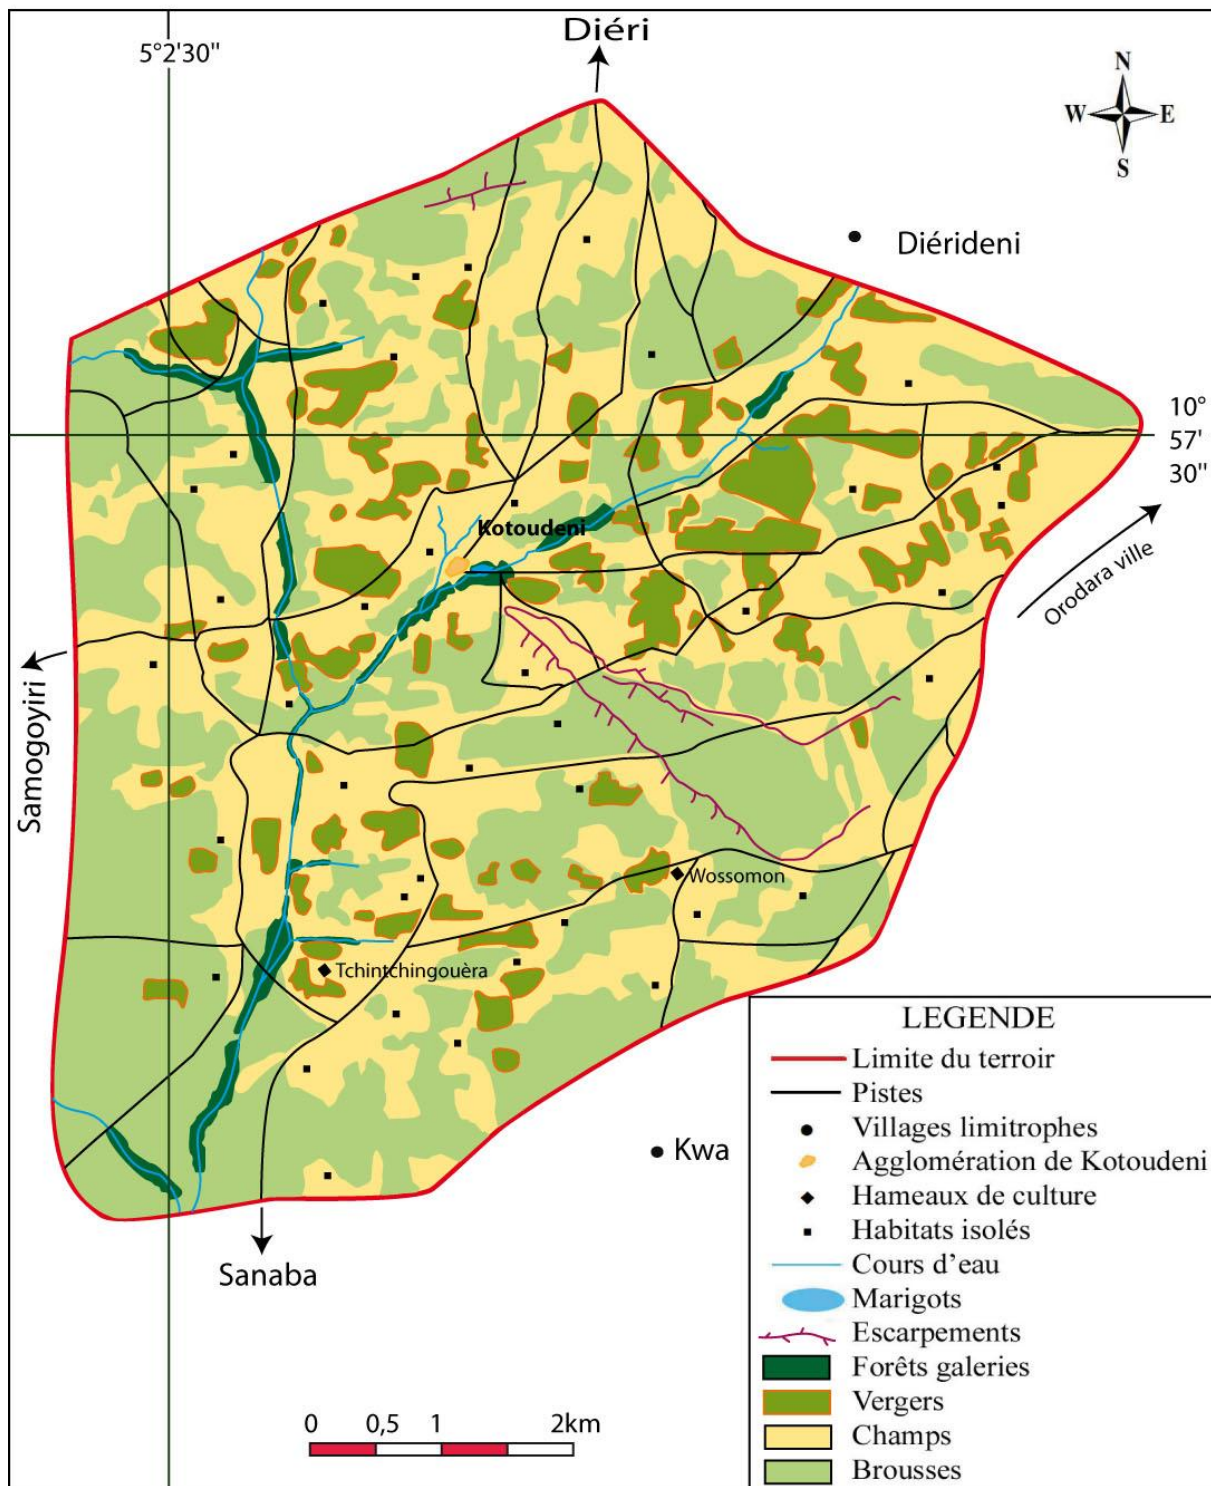 Diéri
5°2'30"
N
W
E
S
Diérideni
10°
57'
30"
Kotoudeni
Orodara ville
Samogoyiri
Wossomon
Tchintchingouèra
Kwa
Sanaba
0 0,5 1 2km
LEGENDE
Limite du terroir
Pistes
Villages limitrophes
Agglomération de Kotoudeni
Hameaux de culture
Habitats isolés
Cours d'eau
Marigots
Escarpements
Forêts galeries
Vergers
Champs
Brousses